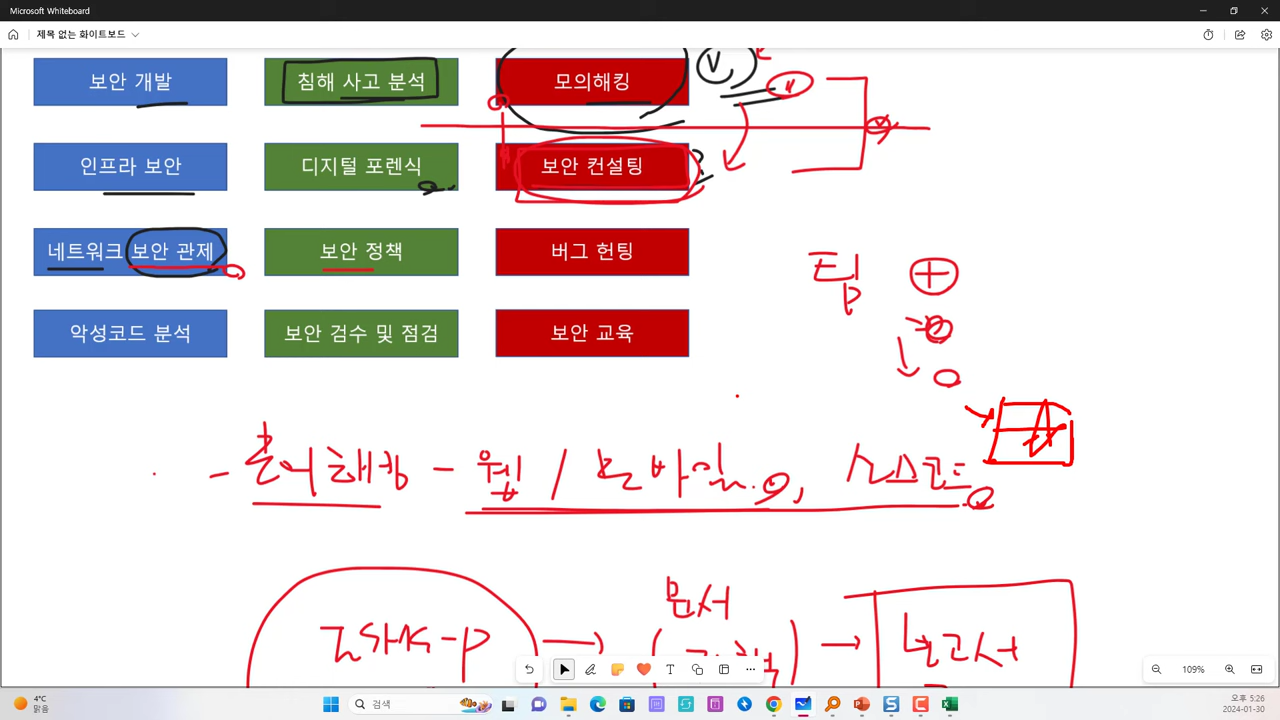 Microsoft Whiteboard
제목 없는 화이트보드
보안 개발 침해 사고 분석 모의해킹
인프라 보안 디지털 포렌식 보안 컨설팅
네트워크 보안 관제 보안 정책 버그 헌팅
악성코드 분석 보안 검수 및 점검 보안 교육
팀
- 모의해킹 - 웹 / 모바일, 소스코드
문서
ISMS-P → ( ) → 보고서
109%
4°C
맑음
검색
오후 5:26
2024-01-30